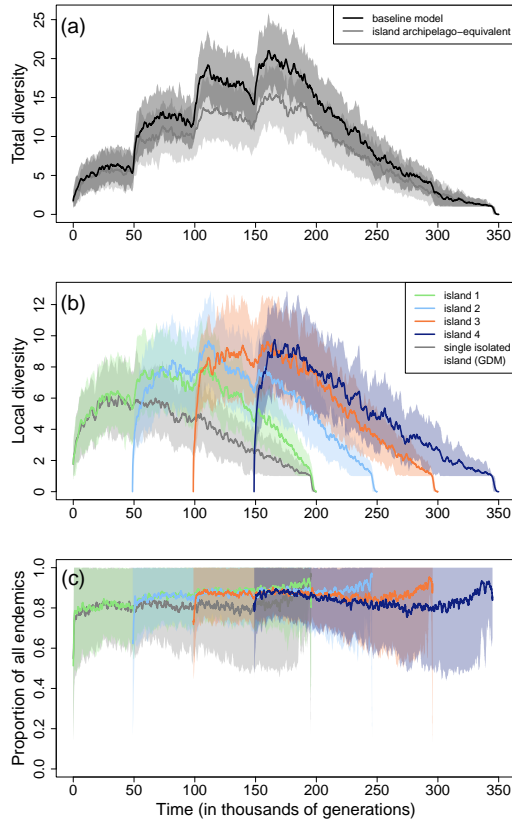 (a)
baseline model
island archipelago−equivalent
Total diversity
25
20
15
10
5
0
0 50 100 150 200 250 300 350
(b)
island 1
island 2
island 3
island 4
single isolated
island (GDM)
Local diversity
12
10
8
6
4
2
0
0 50 100 150 200 250 300 350
(c)
Proportion of all endemics
1.0
0.8
0.6
0.4
0.2
0.0
0 50 100 150 200 250 300 350
Time (in thousands of generations)